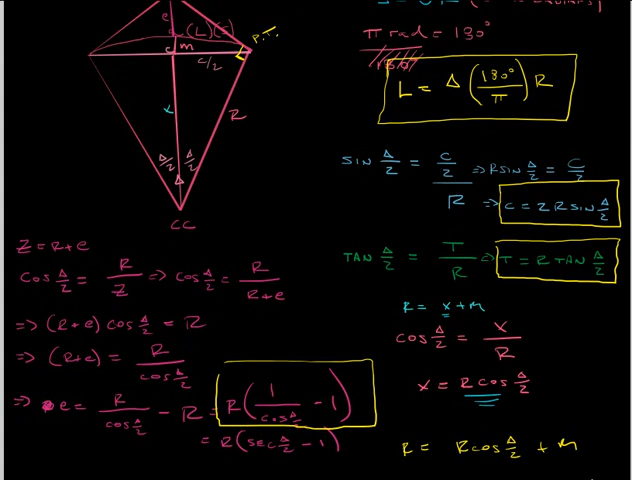 e
(L)(S)
P.T.
m
C/2
x
R
Δ/2 Δ/2
Δ
CC
π rad = 180°
L = Δ (180°/π) R
SIN Δ/2 = C/2 / R ⇒ R SIN Δ/2 = C/2
⇒ C = 2 R SIN Δ/2
TAN Δ/2 = T/R ⇒ T = R TAN Δ/2
R = x + m
COS Δ/2 = X/R
X = R COS Δ/2
R = R COS Δ/2 + M
Z = R + e
COS Δ/2 = R/Z ⇒ COS Δ/2 = R/(R+e)
⇒ (R+e) COS Δ/2 = R
⇒ (R+e) = R/COS Δ/2
⇒ e = R/COS Δ/2 - R = R(1/COS Δ/2 - 1)
= R(SEC Δ/2 - 1)